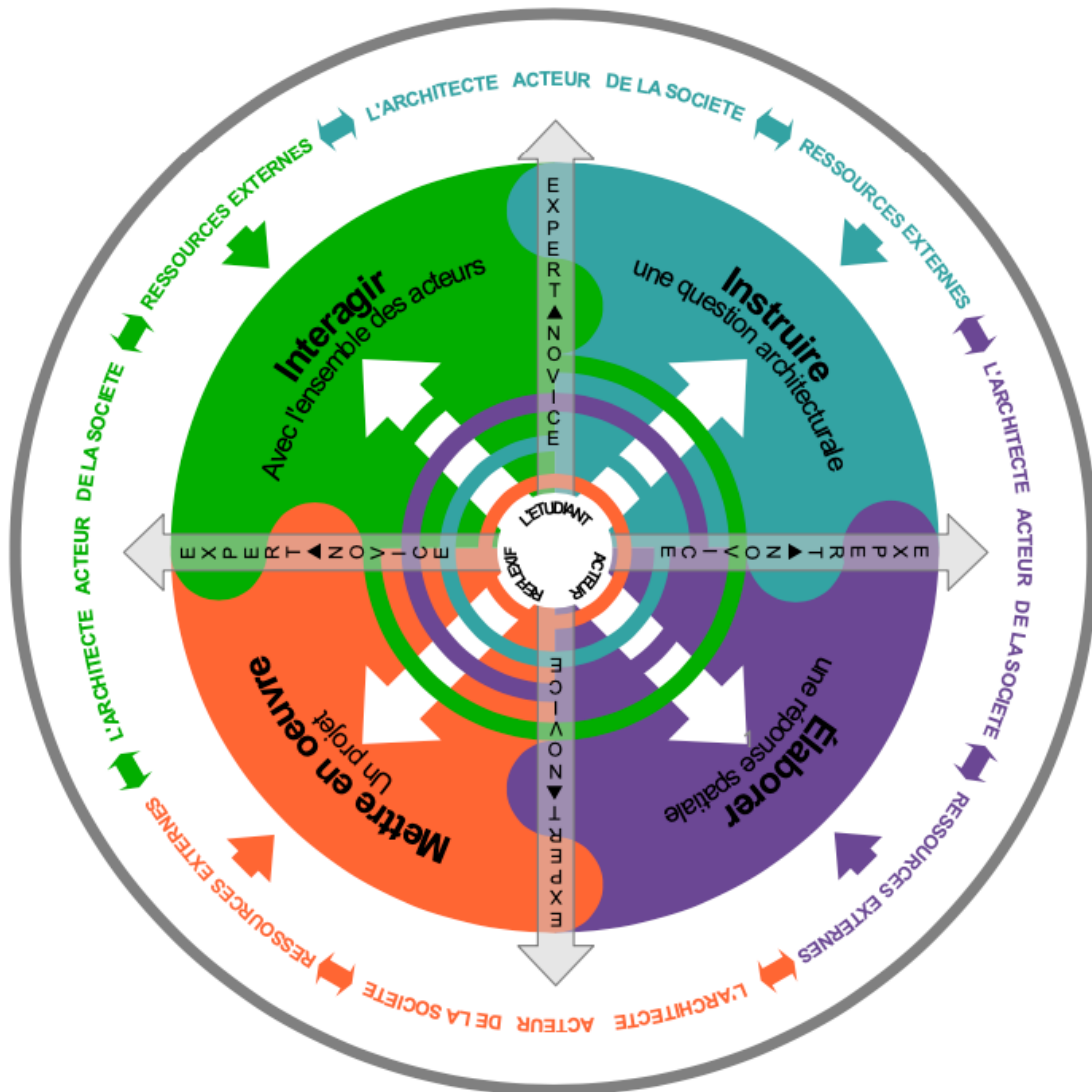 L'ARCHITECTE ACTEUR DE LA SOCIETE
RESSOURCES EXTERNES
L'ARCHITECTE ACTEUR DE LA SOCIETE
RESSOURCES EXTERNES
L'ARCHITECTE ACTEUR DE LA SOCIETE
RESSOURCES EXTERNES
L'ARCHITECTE ACTEUR DE LA SOCIETE
RESSOURCES EXTERNES
Interagir
Avec l'ensemble des acteurs
Instruire
une question architecturale
Élaborer
une réponse spatiale
Mettre en oeuvre
Un projet
EXPERT▲NOVICE
EXPERT▲NOVICE
EXPERT▲NOVICE
EXPERT▲NOVICE
L'ETUDIANT
ACTEUR
REFLEXIF